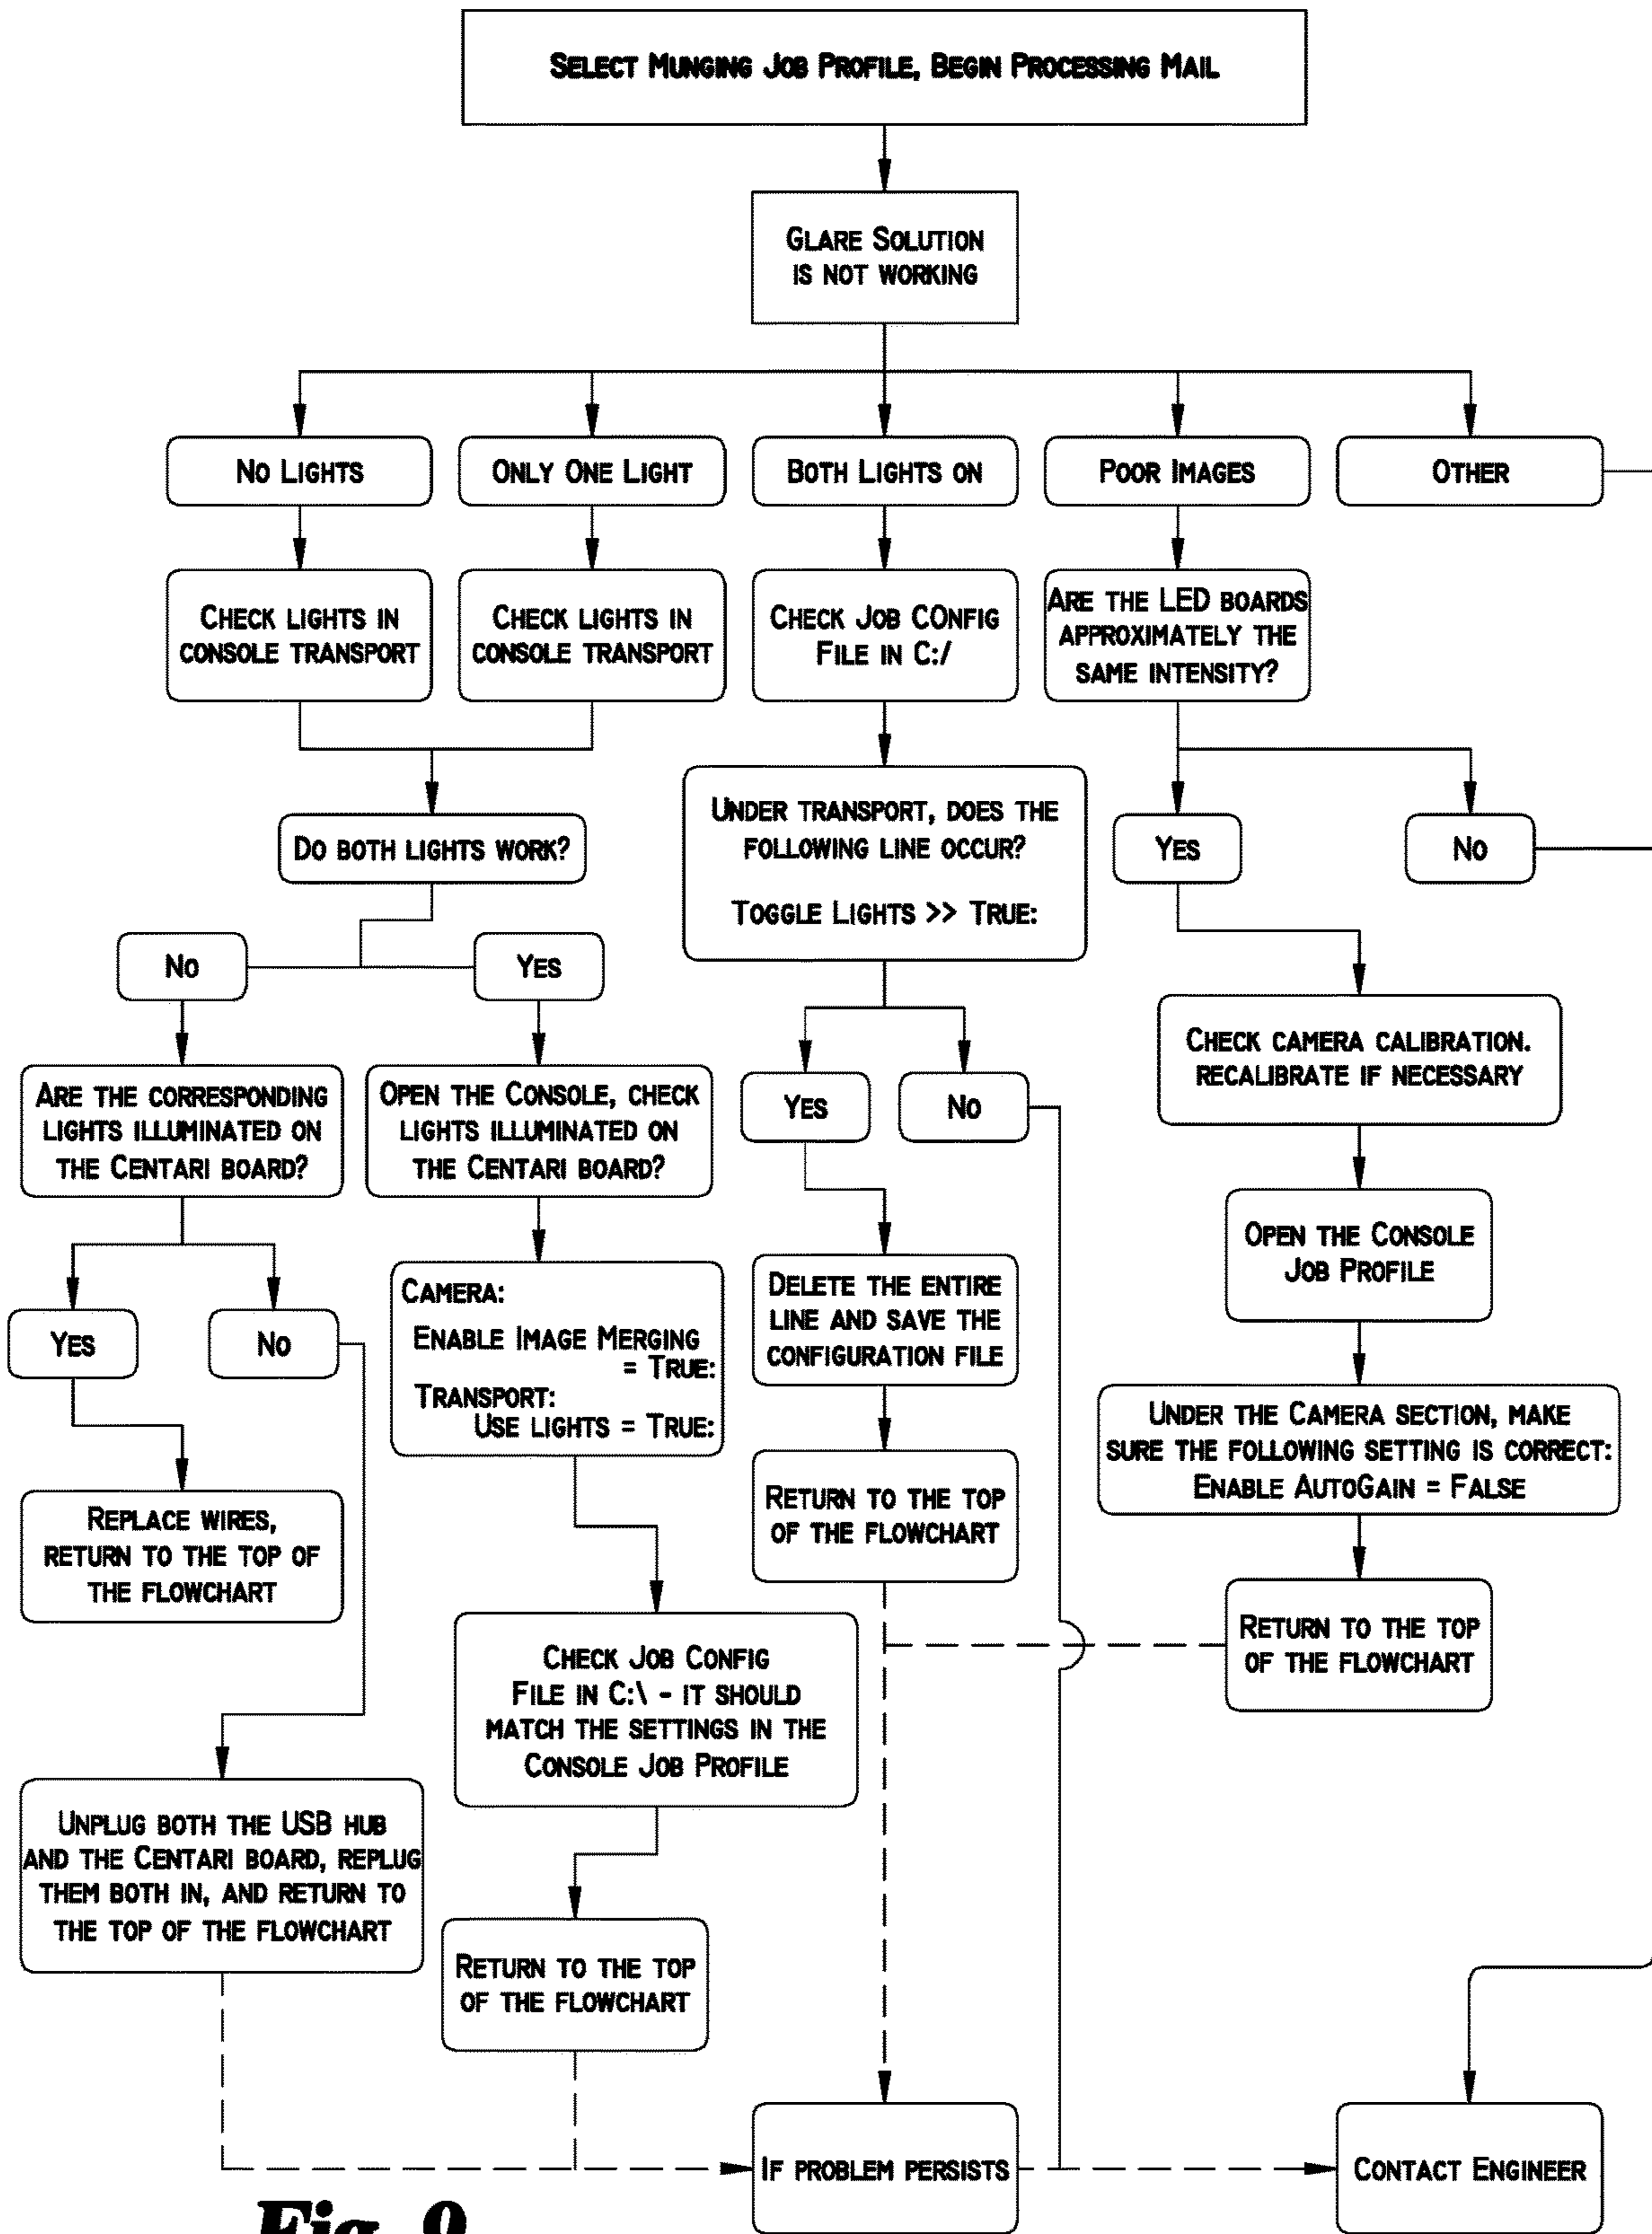 Select Munging Job Profile, Begin Processing Mail
Glare Solution
is not working
No Lights
Only One Light
Both Lights on
Poor Images
Other
Check lights in
console transport
Check lights in
console transport
Check Job COnfig
File in C:/
Are the LED boards
approximately the
same intensity?
Do both lights work?
Under transport, does the
following line occur?
Toggle Lights >> True:
Yes
No
No
Yes
Are the corresponding
lights illuminated on
the Centari board?
Open the Console, check
lights illuminated on
the Centari board?
Yes
No
Check camera calibration.
Recalibrate if necessary
Yes
No
Camera:
Enable Image Merging
= True:
Transport:
Use lights = True:
Delete the entire
line and save the
configuration file
Open the Console
Job Profile
Under the Camera section, make
sure the following setting is correct:
Enable AutoGain = False
Replace wires,
return to the top of
the flowchart
Return to the top
of the flowchart
Check Job Config
File in C:\ - it should
match the settings in the
Console Job Profile
Return to the top
of the flowchart
Unplug both the USB hub
and the Centari board, replug
them both in, and return to
the top of the flowchart
Return to the top
of the flowchart
If problem persists
Contact Engineer
Fig. 9